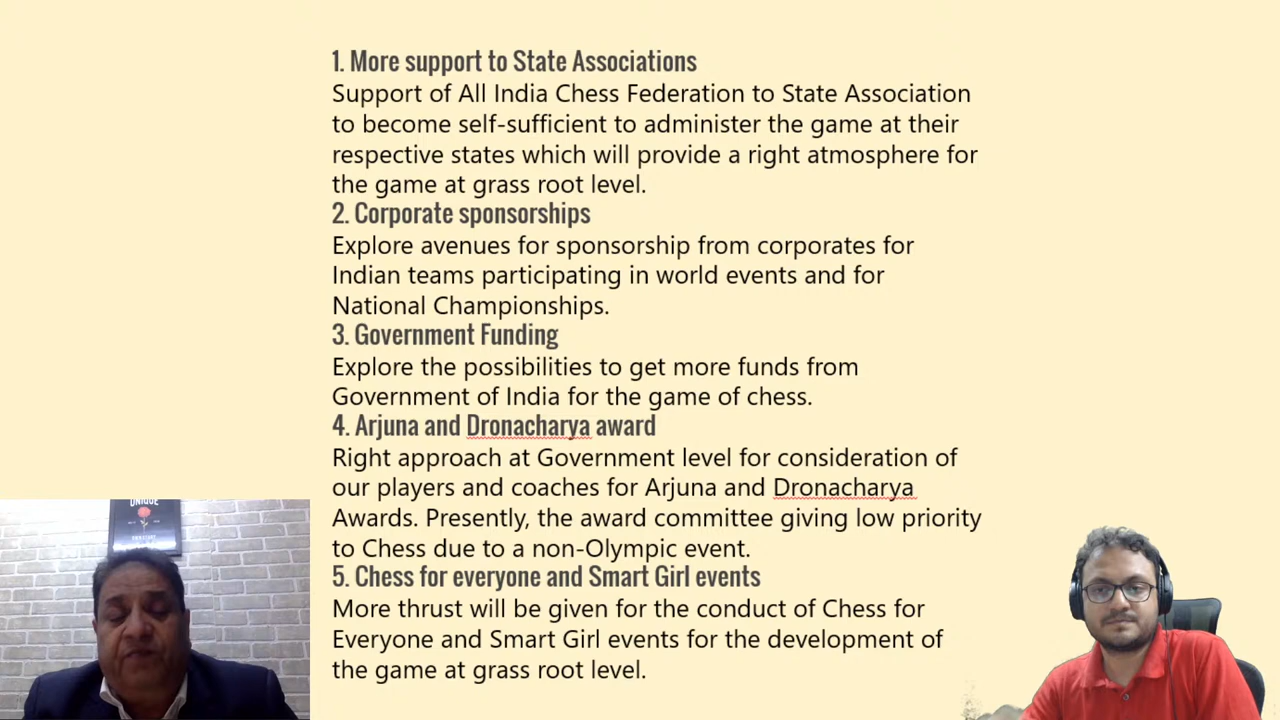 1. More support to State Associations
Support of All India Chess Federation to State Association
to become self-sufficient to administer the game at their
respective states which will provide a right atmosphere for
the game at grass root level.
2. Corporate sponsorships
Explore avenues for sponsorship from corporates for
Indian teams participating in world events and for
National Championships.
3. Government Funding
Explore the possibilities to get more funds from
Government of India for the game of chess.
4. Arjuna and Dronacharya award
Right approach at Government level for consideration of
our players and coaches for Arjuna and Dronacharya
Awards. Presently, the award committee giving low priority
to Chess due to a non-Olympic event.
5. Chess for everyone and Smart Girl events
More thrust will be given for the conduct of Chess for
Everyone and Smart Girl events for the development of
the game at grass root level.
UNIQUE